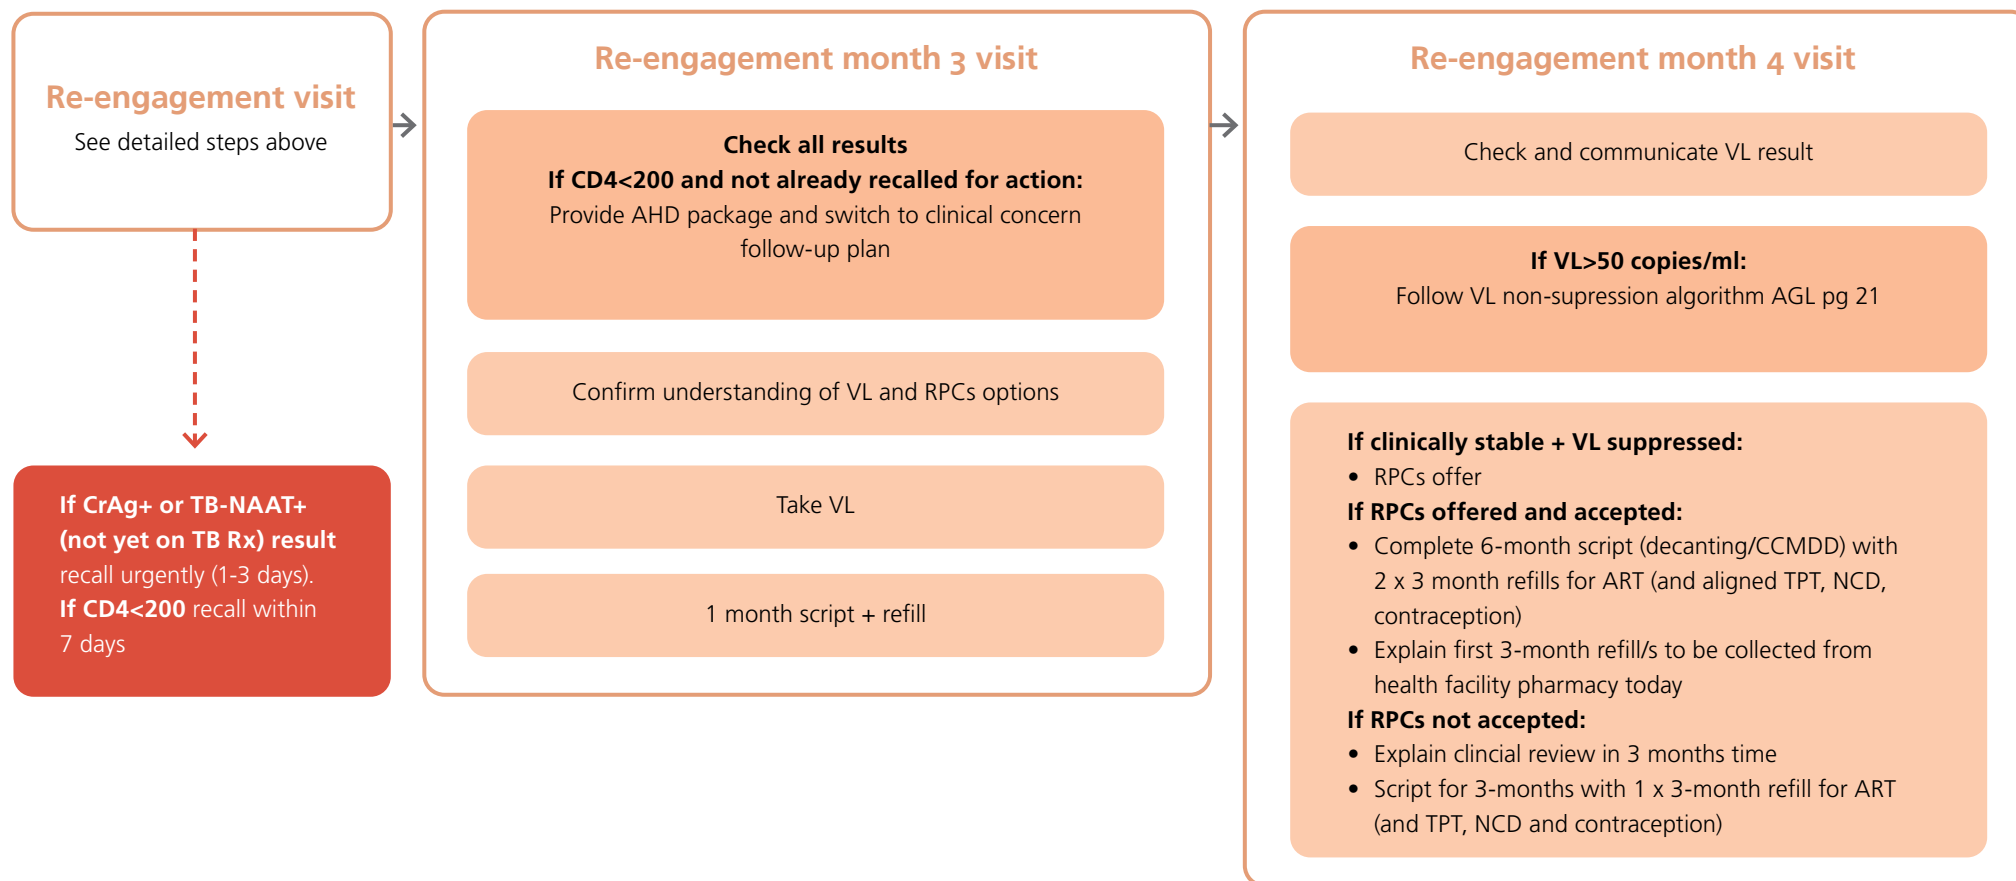 Re-engagement visit
See detailed steps above
If CrAg+ or TB-NAAT+
(not yet on TB Rx) result
recall urgently (1-3 days).
If CD4<200 recall within
7 days
Re-engagement month 3 visit
Check all results
If CD4<200 and not already recalled for action:
Provide AHD package and switch to clinical concern
follow-up plan
Confirm understanding of VL and RPCs options
Take VL
1 month script + refill
Re-engagement month 4 visit
Check and communicate VL result
If VL>50 copies/ml:
Follow VL non-supression algorithm AGL pg 21
If clinically stable + VL suppressed:
• RPCs offer
If RPCs offered and accepted:
• Complete 6-month script (decanting/CCMDD) with
2 x 3 month refills for ART (and aligned TPT, NCD,
contraception)
• Explain first 3-month refill/s to be collected from
health facility pharmacy today
If RPCs not accepted:
• Explain clincial review in 3 months time
• Script for 3-months with 1 x 3-month refill for ART
(and TPT, NCD and contraception)